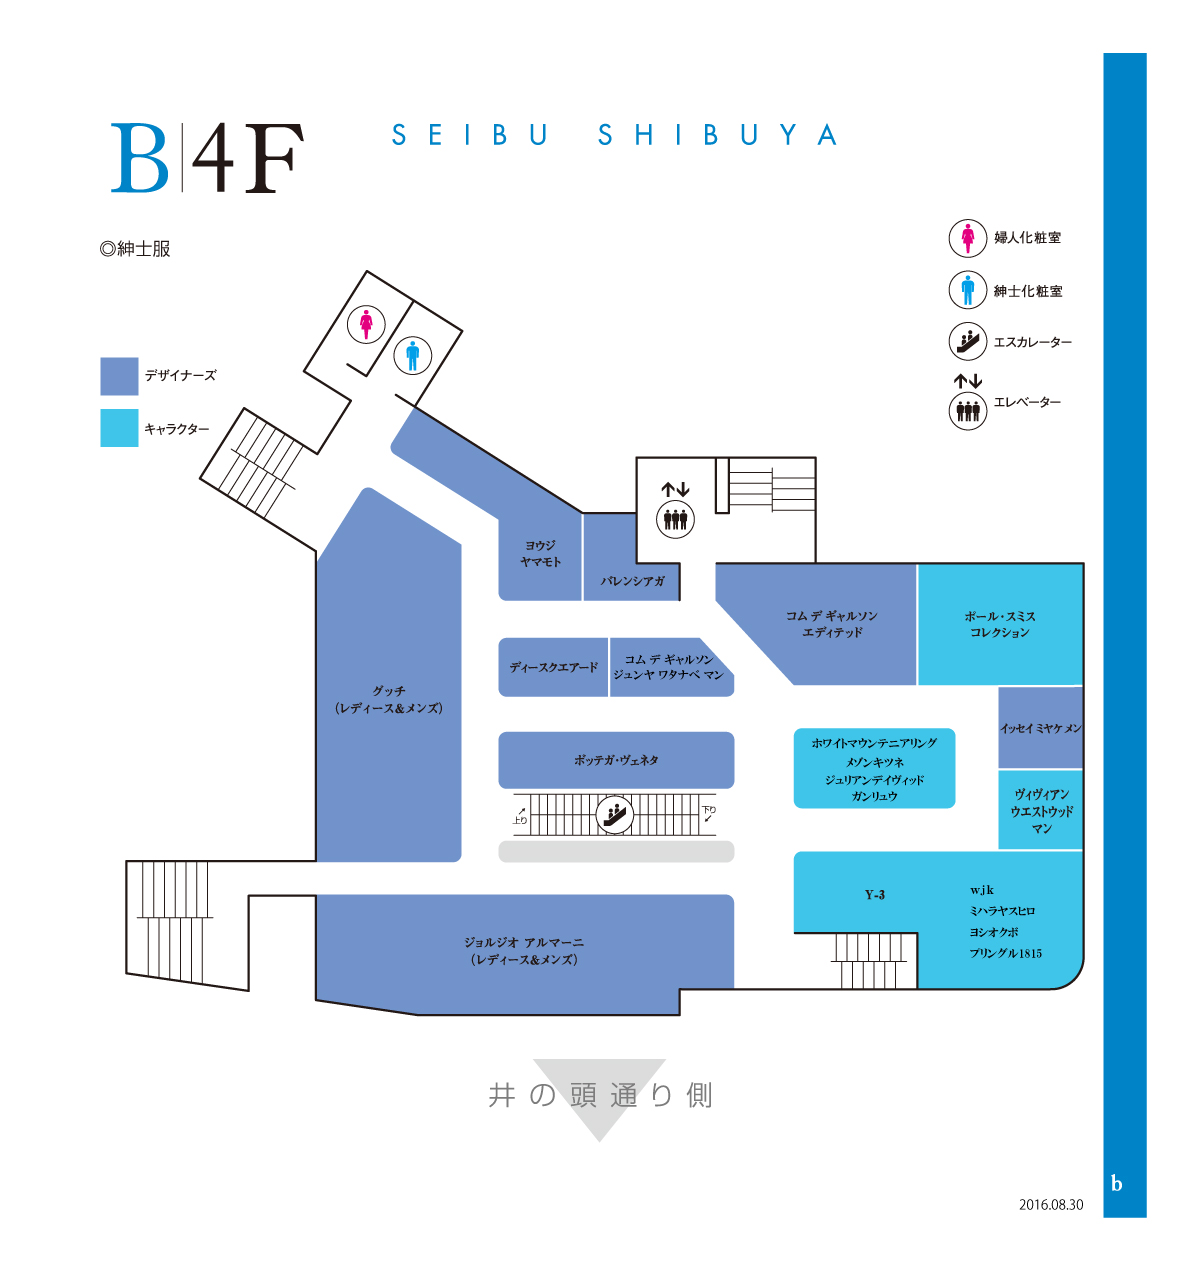 B|4F
SEIBU SHIBUYA
◎紳士服
婦人化粧室
紳士化粧室
エスカレーター
エレベーター
デザイナーズ
キャラクター
ヨウジ
ヤマモト
バレンシアガ
コム デ ギャルソン
エディテッド
ポール・スミス
コレクション
ディースクエアード
コム デ ギャルソン
ジュンヤ ワタナベ マン
グッチ
(レディース&メンズ)
イッセイ ミヤケ メン
ボッテガ・ヴェネタ
ホワイトマウンテニアリング
メゾンキツネ
ジュリアンデイヴィッド
ガンリュウ
ヴィヴィアン
ウエストウッド
マン
上り
下り
Y-3
wjk
ミハラヤスヒロ
ヨシオクボ
プリングル1815
ジョルジオ アルマーニ
(レディース&メンズ)
井の頭通り側
b
2016.08.30